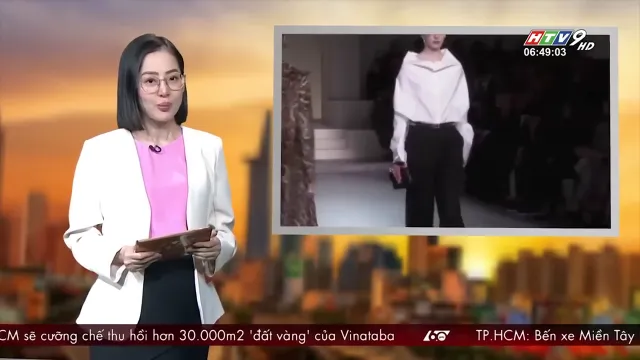 HTV9 HD
06:49:03
CM sẽ cưỡng chế thu hồi hơn 30.000m2 'đất vàng' của Vinataba
60
TP.HCM: Bến xe Miền Tây